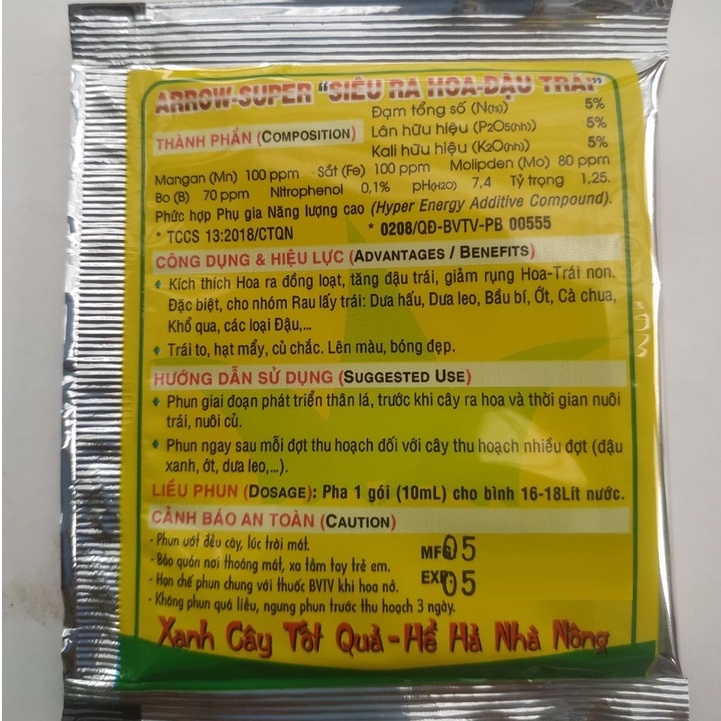 ARROW-SUPER "SIÊU RA HOA-ĐẬU TRÁI"
THÀNH PHẦN (COMPOSITION)
Đạm tổng số (N(ts)) 5%
Lân hữu hiệu (P2O5(hh)) 5%
Kali hữu hiệu (K2O(hh)) 5%
Mangan (Mn) 100 ppm Sắt (Fe) 100 ppm Molipden (Mo) 80 ppm
Bo (B) 70 ppm Nitrophenol 0,1% pH(H2O) 7,4 Tỷ trọng 1,25.
Phức hợp Phụ gia Năng lượng cao (Hyper Energy Additive Compound).
* TCCS 13:2018/CTQN * 0208/QĐ-BVTV-PB 00555
CÔNG DỤNG & HIỆU LỰC (ADVANTAGES / BENEFITS)
♦ Kích thích Hoa ra đồng loạt, tăng đậu trái, giảm rụng Hoa-Trái non.
Đặc biệt, cho nhóm Rau lấy trái: Dưa hấu, Dưa leo, Bầu bí, Ớt, Cà chua,
Khổ qua, các loại Đậu,...
♦ Trái to, hạt mẩy, củ chắc. Lên màu, bóng đẹp.
HƯỚNG DẪN SỬ DỤNG (SUGGESTED USE)
♦ Phun giai đoạn phát triển thân lá, trước khi cây ra hoa và thời gian nuôi
trái, nuôi củ.
♦ Phun ngay sau mỗi đợt thu hoạch đối với cây thu hoạch nhiều đợt (đậu
xanh, ớt, dưa leo,...).
LIỀU PHUN (DOSAGE): Pha 1 gói (10mL) cho bình 16-18Lít nước.
CẢNH BÁO AN TOÀN (CAUTION)
- Phun ướt đều cây, lúc trời mát.
- Bảo quản nơi thoáng mát, xa tầm tay trẻ em.
- Hạn chế phun chung với thuốc BVTV khi hoa nở.
- Không phun quá liều, ngưng phun trước thu hoạch 3 ngày.
MFG 05
EXP 05
Xanh Cây Tốt Quả - Hể Hả Nhà Nông